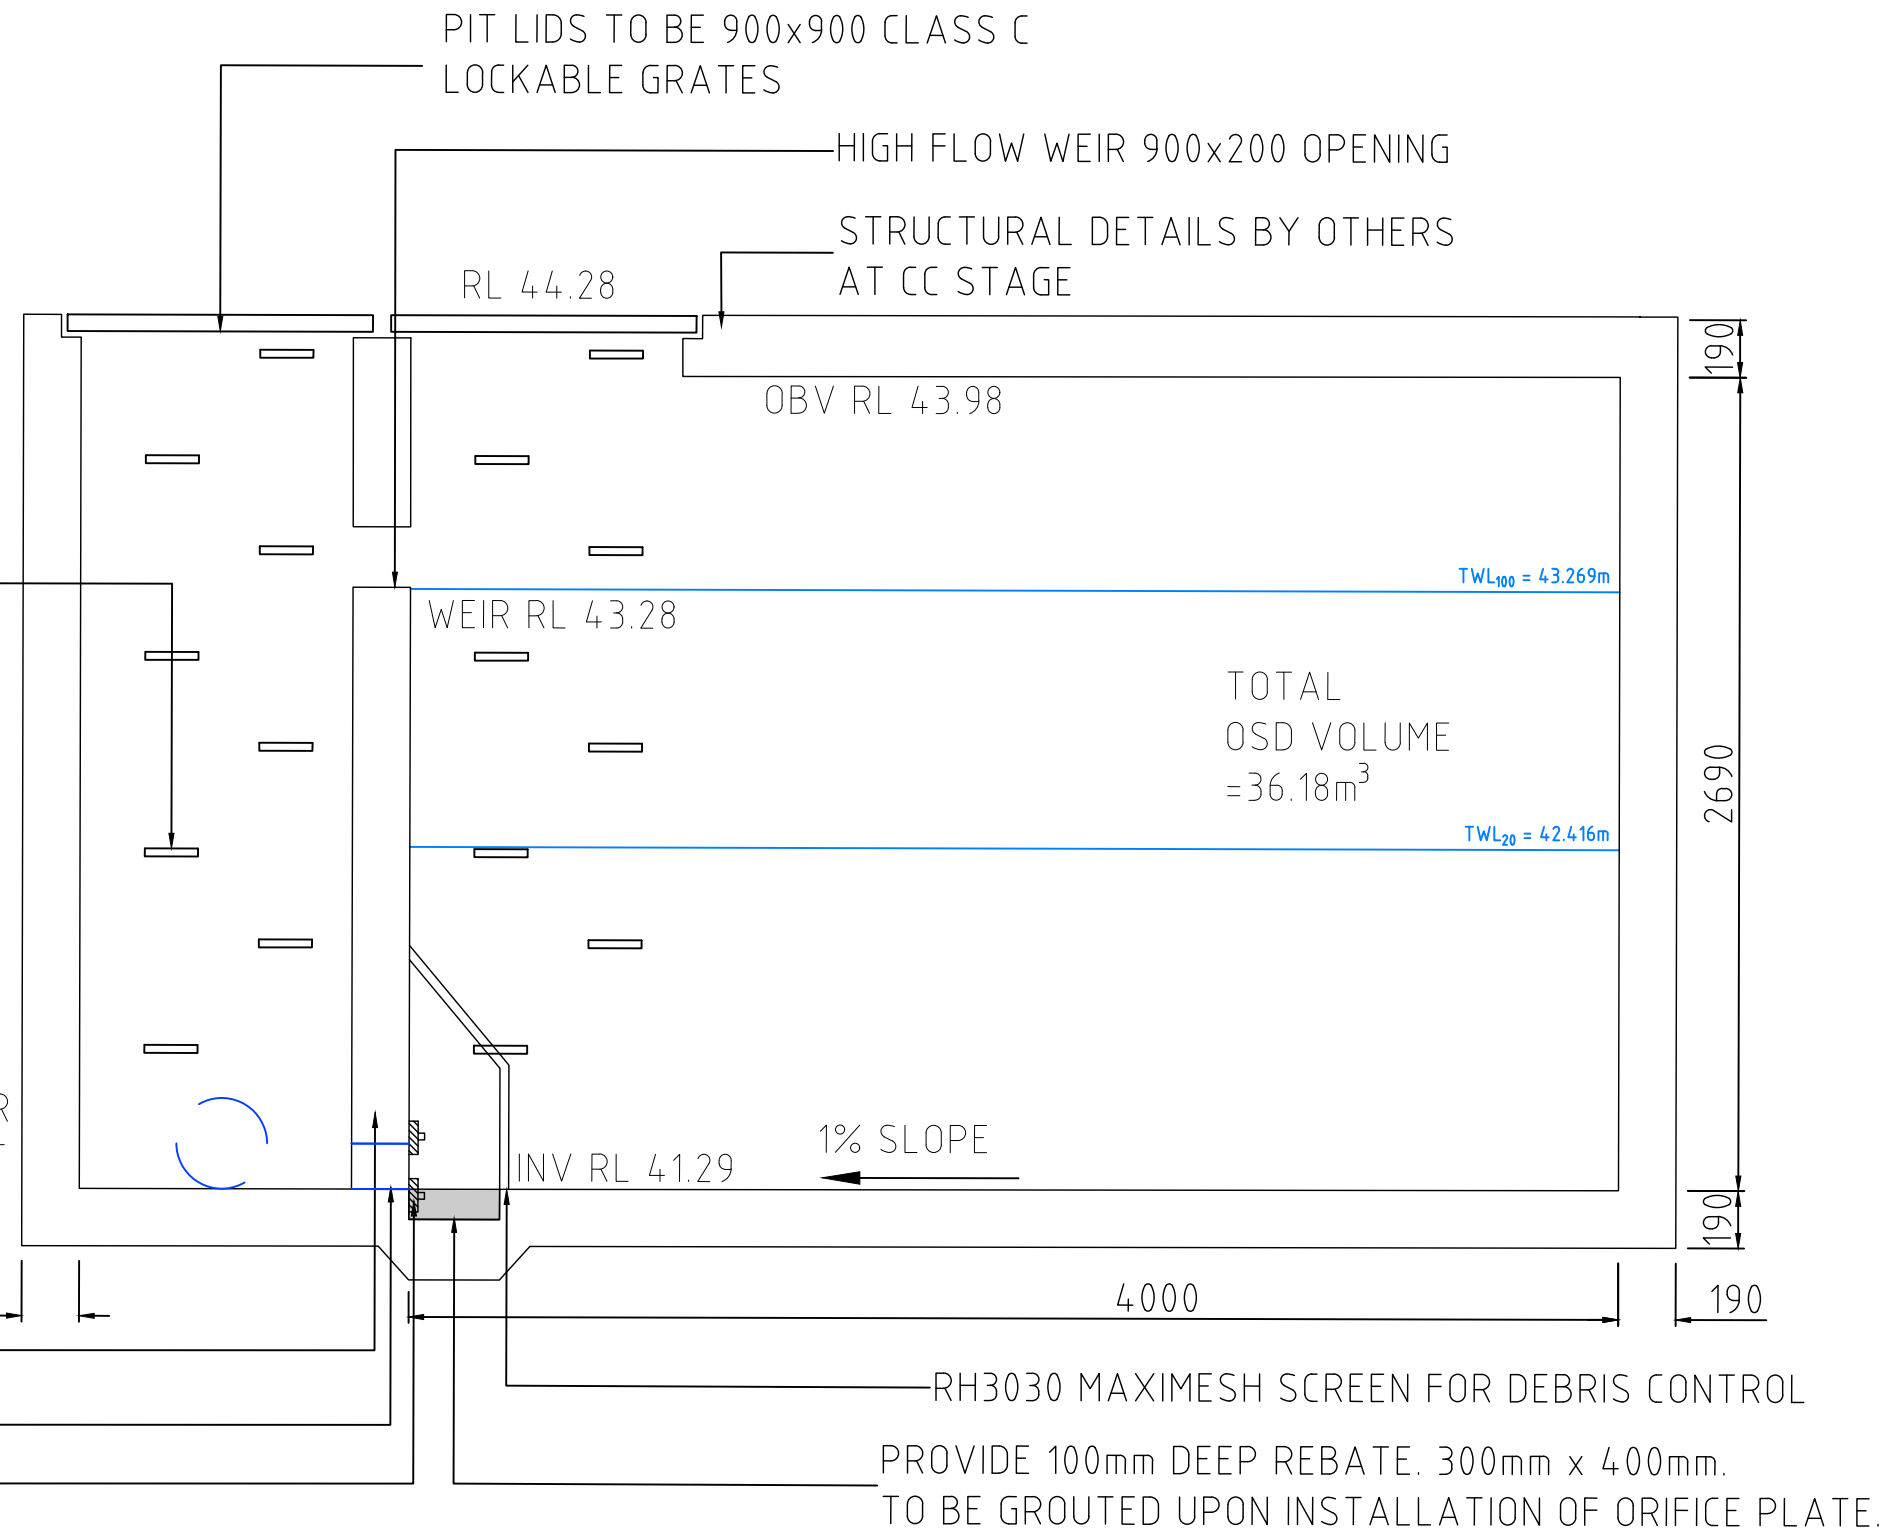 PIT LIDS TO BE 900x900 CLASS C
LOCKABLE GRATES
HIGH FLOW WEIR 900x200 OPENING
STRUCTURAL DETAILS BY OTHERS
AT CC STAGE
RL 44.28
190
OBV RL 43.98
TWL100 = 43.269m
WEIR RL 43.28
TOTAL
OSD VOLUME
=36.18m³
2690
TWL20 = 42.416m
R
1% SLOPE
INV RL 41.29
190
4000
190
RH3030 MAXIMESH SCREEN FOR DEBRIS CONTROL
PROVIDE 100mm DEEP REBATE. 300mm x 400mm.
TO BE GROUTED UPON INSTALLATION OF ORIFICE PLATE.